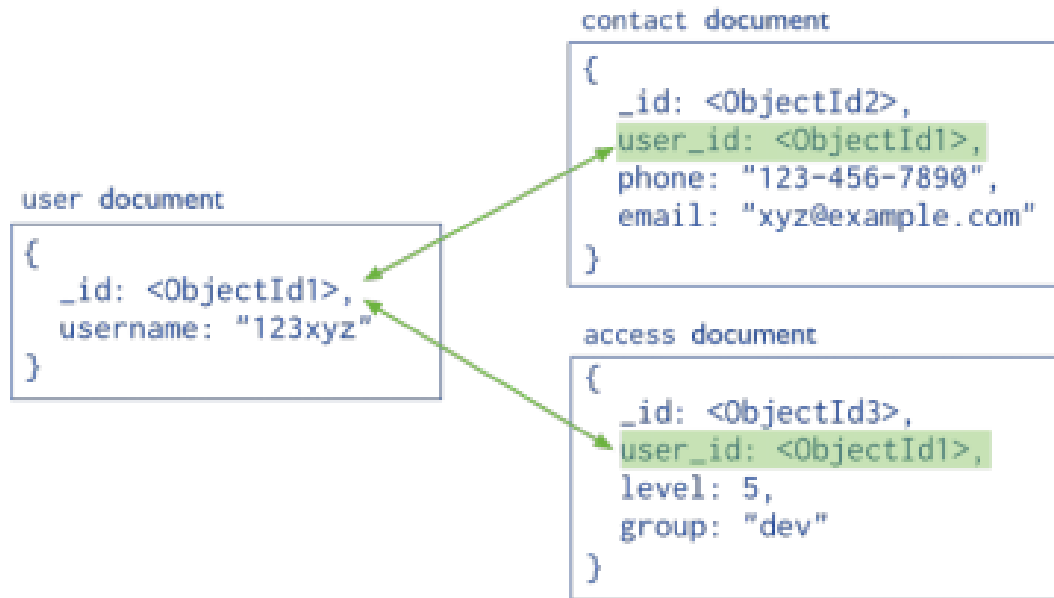 contact document
{
_id: <ObjectId2>,
user_id: <ObjectId1>,
phone: "123-456-7890",
email: "xyz@example.com"
}
user document
{
_id: <ObjectId1>,
username: "123xyz"
}
access document
{
_id: <ObjectId3>,
user_id: <ObjectId1>,
level: 5,
group: "dev"
}